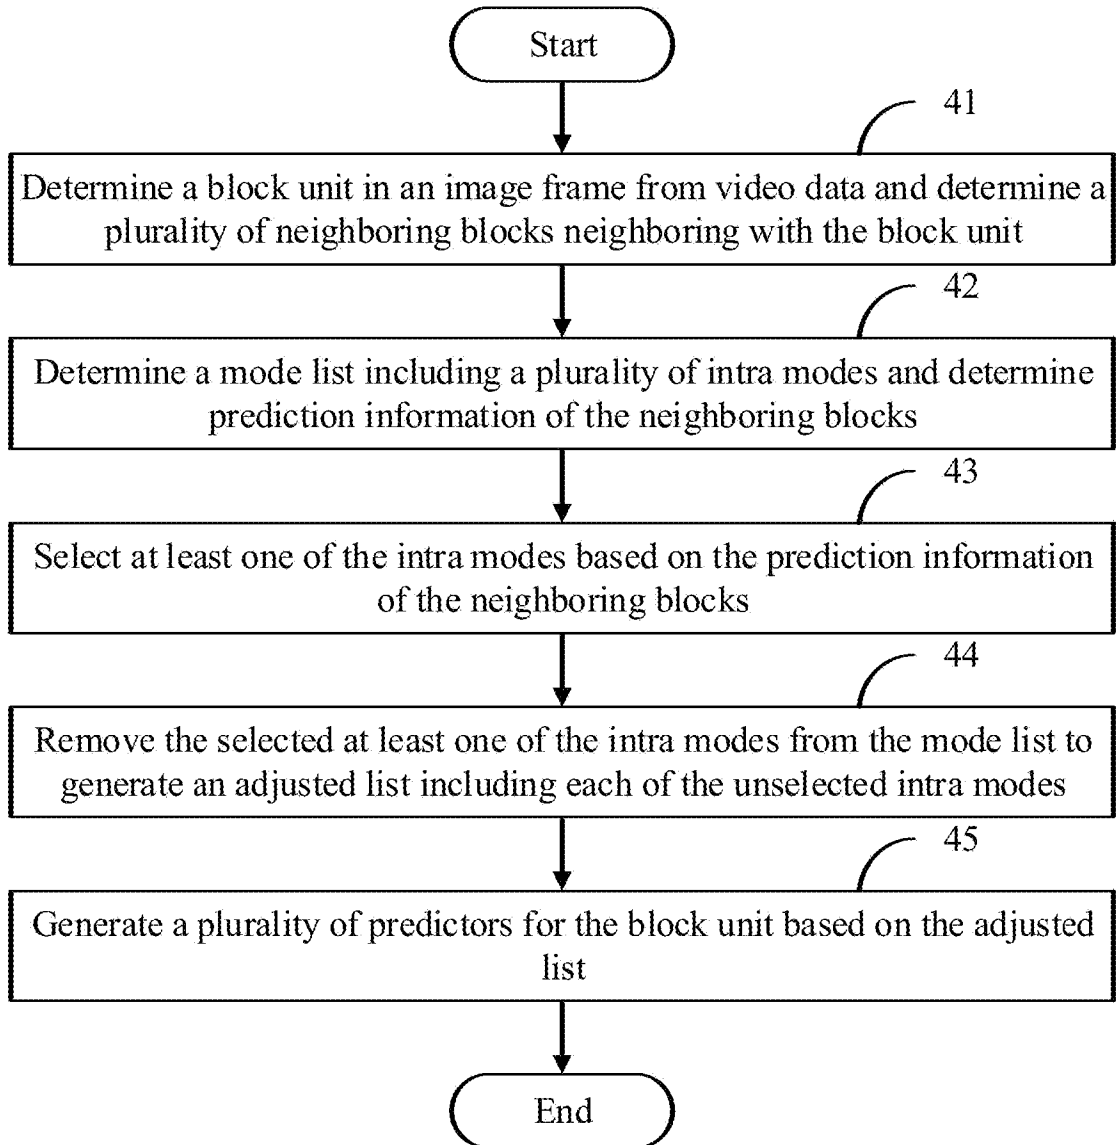 Start
41
Determine a block unit in an image frame from video data and determine a
plurality of neighboring blocks neighboring with the block unit
42
Determine a mode list including a plurality of intra modes and determine
prediction information of the neighboring blocks
43
Select at least one of the intra modes based on the prediction information
of the neighboring blocks
44
Remove the selected at least one of the intra modes from the mode list to
generate an adjusted list including each of the unselected intra modes
45
Generate a plurality of predictors for the block unit based on the adjusted
list
End